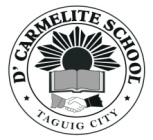 D' CARMELITE SCHOOL
* TAGUIG CITY *